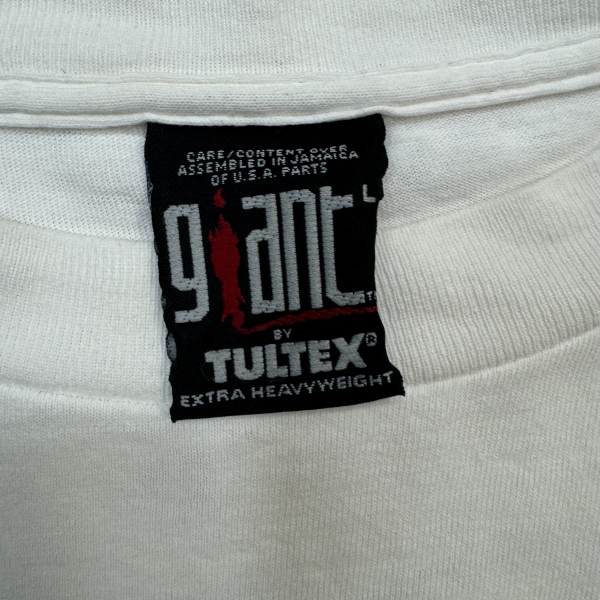 CARE/CONTENT OVER
ASSEMBLED IN JAMAICA
OF U.S.A. PARTS
L
giant TM
BY
TULTEX®
EXTRA HEAVYWEIGHT